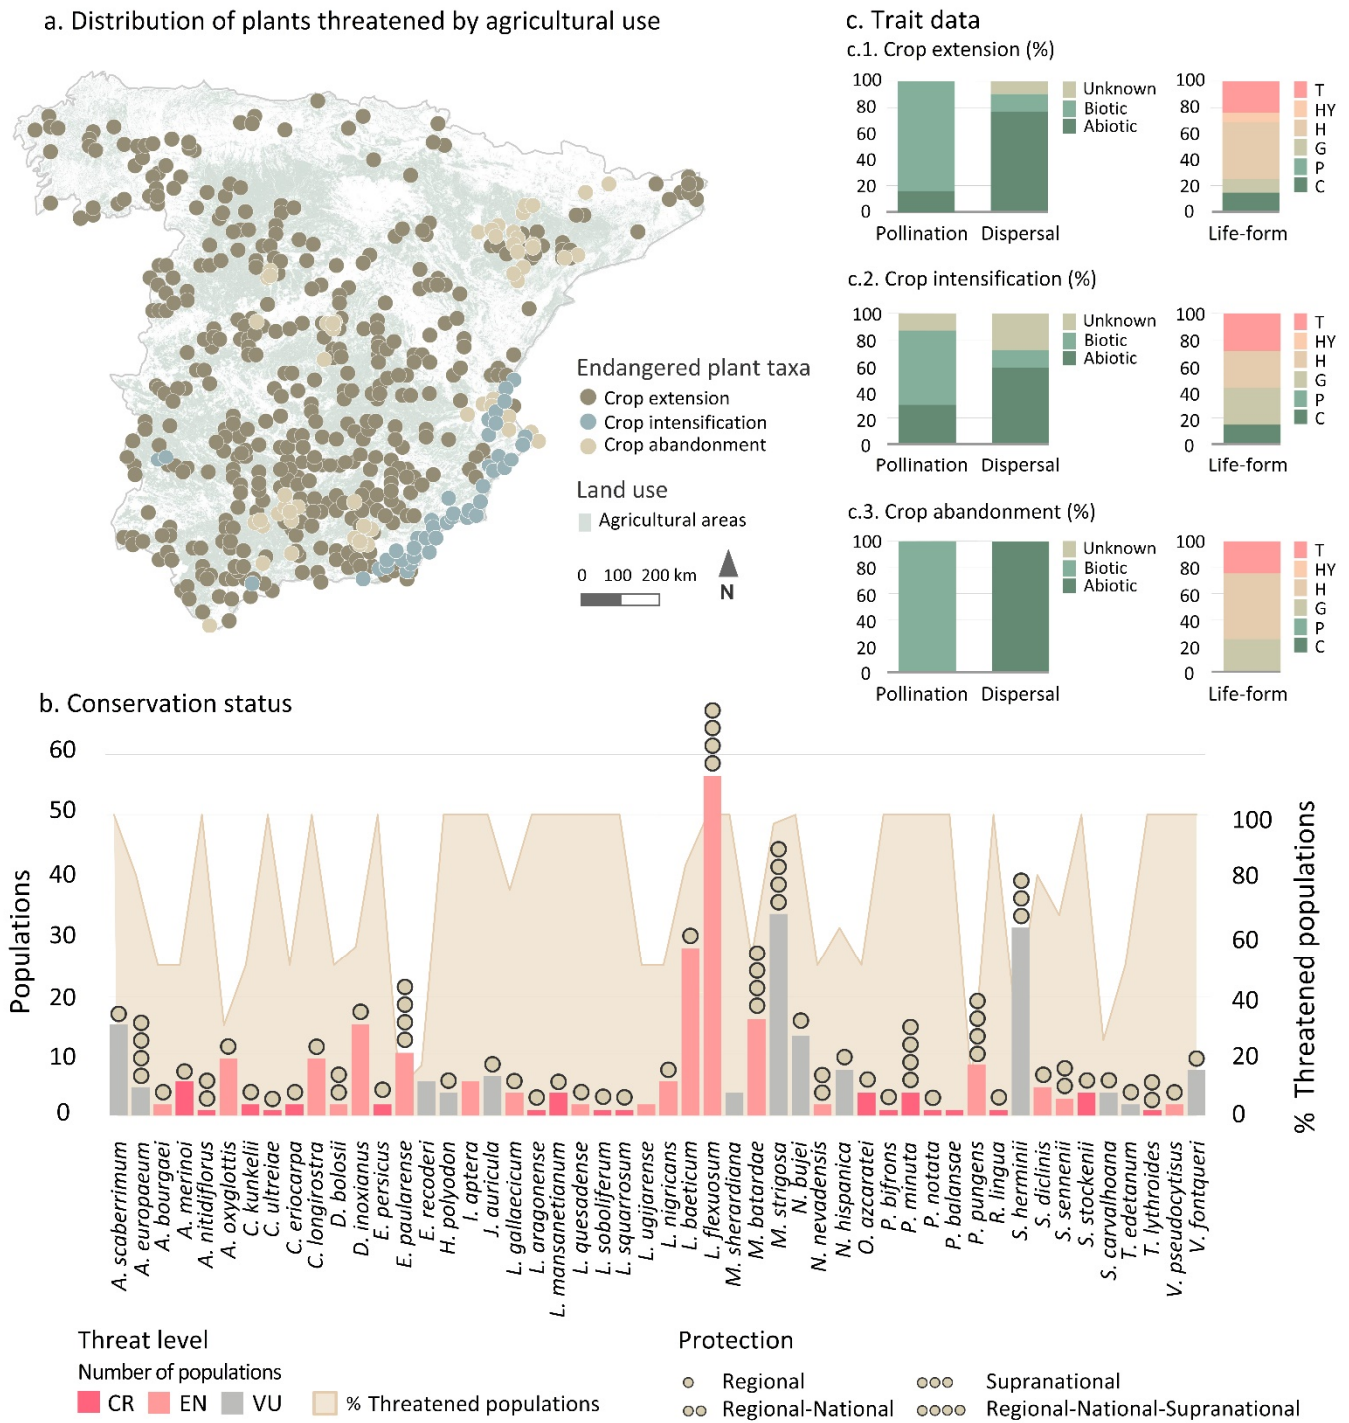 a. Distribution of plants threatened by agricultural use
Endangered plant taxa
Crop extension
Crop intensification
Crop abandonment
Land use
Agricultural areas
0 100 200 km
N
c. Trait data
c.1. Crop extension (%)
100
80
60
40
20
0
Pollination
Dispersal
Unknown
Biotic
Abiotic
100
80
60
40
20
0
Life-form
T
HY
H
G
P
C
c.2. Crop intensification (%)
100
80
60
40
20
0
Pollination
Dispersal
Unknown
Biotic
Abiotic
100
80
60
40
20
0
Life-form
T
HY
H
G
P
C
c.3. Crop abandonment (%)
100
80
60
40
20
0
Pollination
Dispersal
Unknown
Biotic
Abiotic
100
80
60
40
20
0
Life-form
T
HY
H
G
P
C
b. Conservation status
Populations
60
50
40
30
20
10
0
100
80
60
40
20
0
% Threatened populations
A. scaberrimum
A. europaeum
A. bourgaei
A. merinoi
A. nitidiflorus
A. oxyglottis
C. kunkelii
C. ultreiae
C. eriocarpa
C. longirostra
D. bolosii
D. inoxianus
E. persicus
E. paularense
E. recoderi
H. polyodon
I. aptera
J. auricula
L. gallaecicum
L. aragonense
L. mansanetianum
L. quesadense
L. soboliferum
L. squarrosum
L. ugijarense
L. nigricans
L. baeticum
L. flexuosum
M. sherardiana
M. batardae
M. strigosa
N. bujei
N. nevadensis
N. hispanica
O. azcaratei
P. bifrons
P. minuta
P. notata
P. balansae
P. pungens
R. lingua
S. herminii
S. diclinis
S. sennenii
S. stockenii
S. carvalhoana
T. edetanum
T. lythroides
V. pseudocytisus
V. fontqueri
Threat level
Number of populations
CR
EN
VU
% Threatened populations
Protection
Regional
Regional-National
Supranational
Regional-National-Supranational